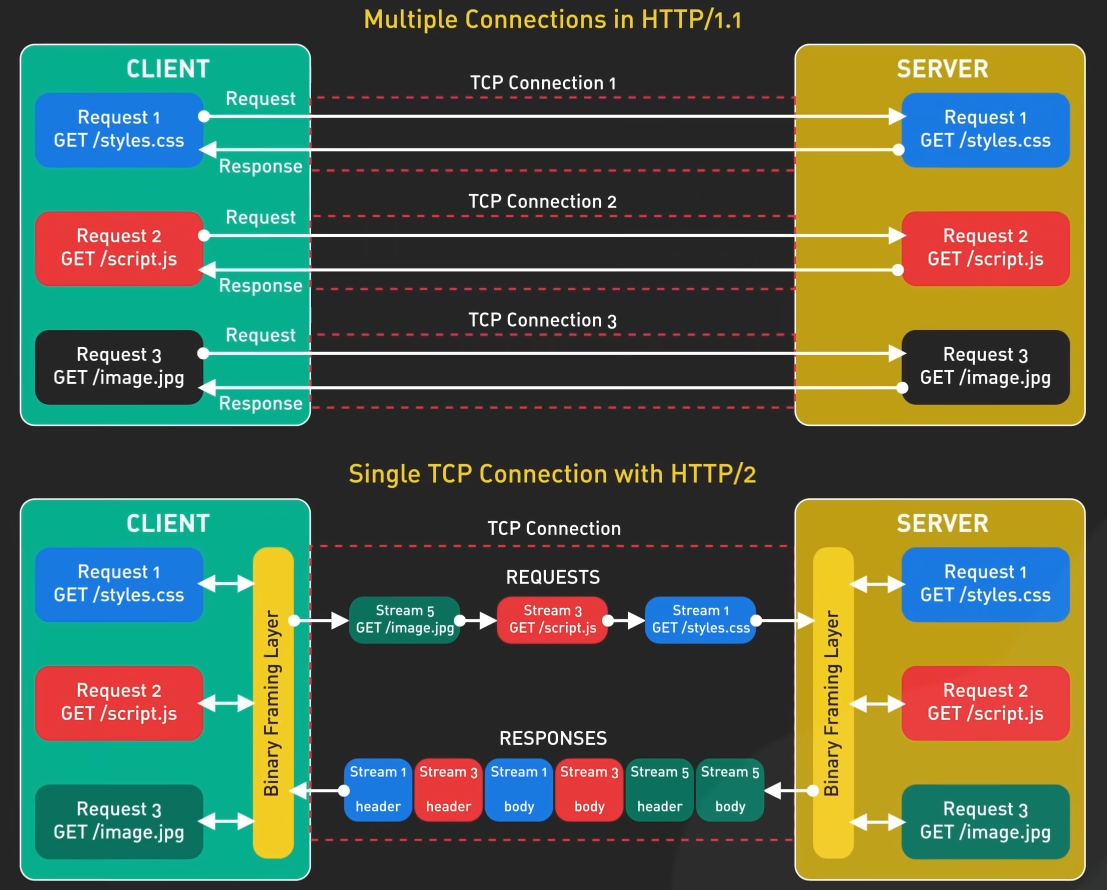 Multiple Connections in HTTP/1.1
CLIENT
SERVER
TCP Connection 1
Request
Request 1
GET /styles.css
Request 1
GET /styles.css
Response
TCP Connection 2
Request
Request 2
GET /script.js
Request 2
GET /script.js
Response
TCP Connection 3
Request
Request 3
GET /image.jpg
Request 3
GET /image.jpg
Response
Single TCP Connection with HTTP/2
CLIENT
SERVER
TCP Connection
Request 1
GET /styles.css
Request 2
GET /script.js
Request 3
GET /image.jpg
Binary Framing Layer
REQUESTS
Stream 5
GET /image.jpg
Stream 3
GET /script.js
Stream 1
GET /styles.css
RESPONSES
Stream 1
header
Stream 3
header
Stream 1
body
Stream 3
body
Stream 5
header
Stream 5
body
Binary Framing Layer
Request 1
GET /styles.css
Request 2
GET /script.js
Request 3
GET /image.jpg